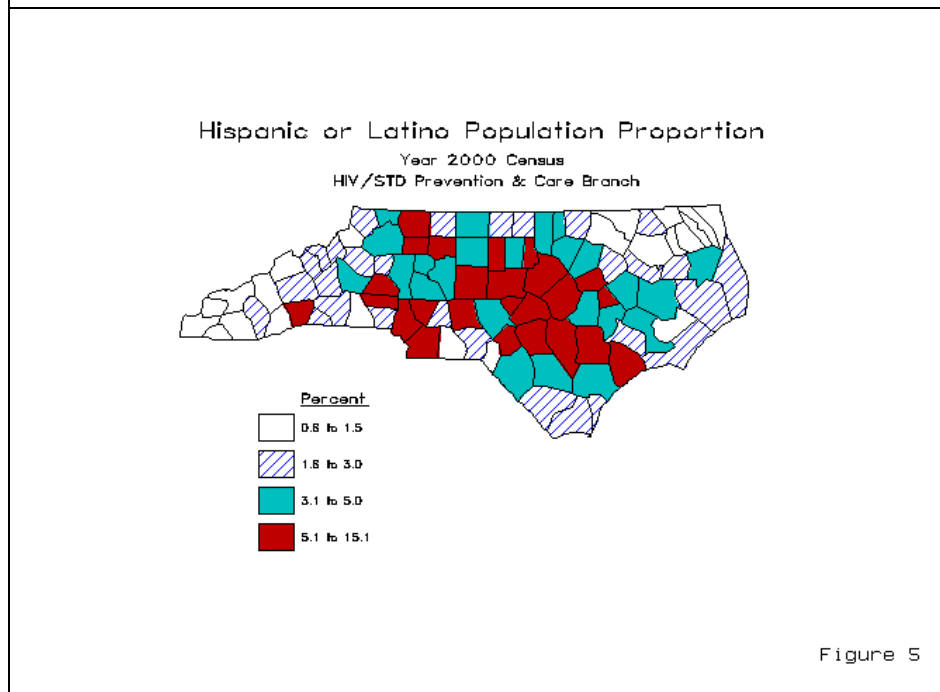 Hispanic or Latino Population Proportion
Year 2000 Census
HIV/STD Prevention & Care Branch
Percent
0.6 to 1.5
1.6 to 3.0
3.1 to 5.0
5.1 to 15.1
Figure 5